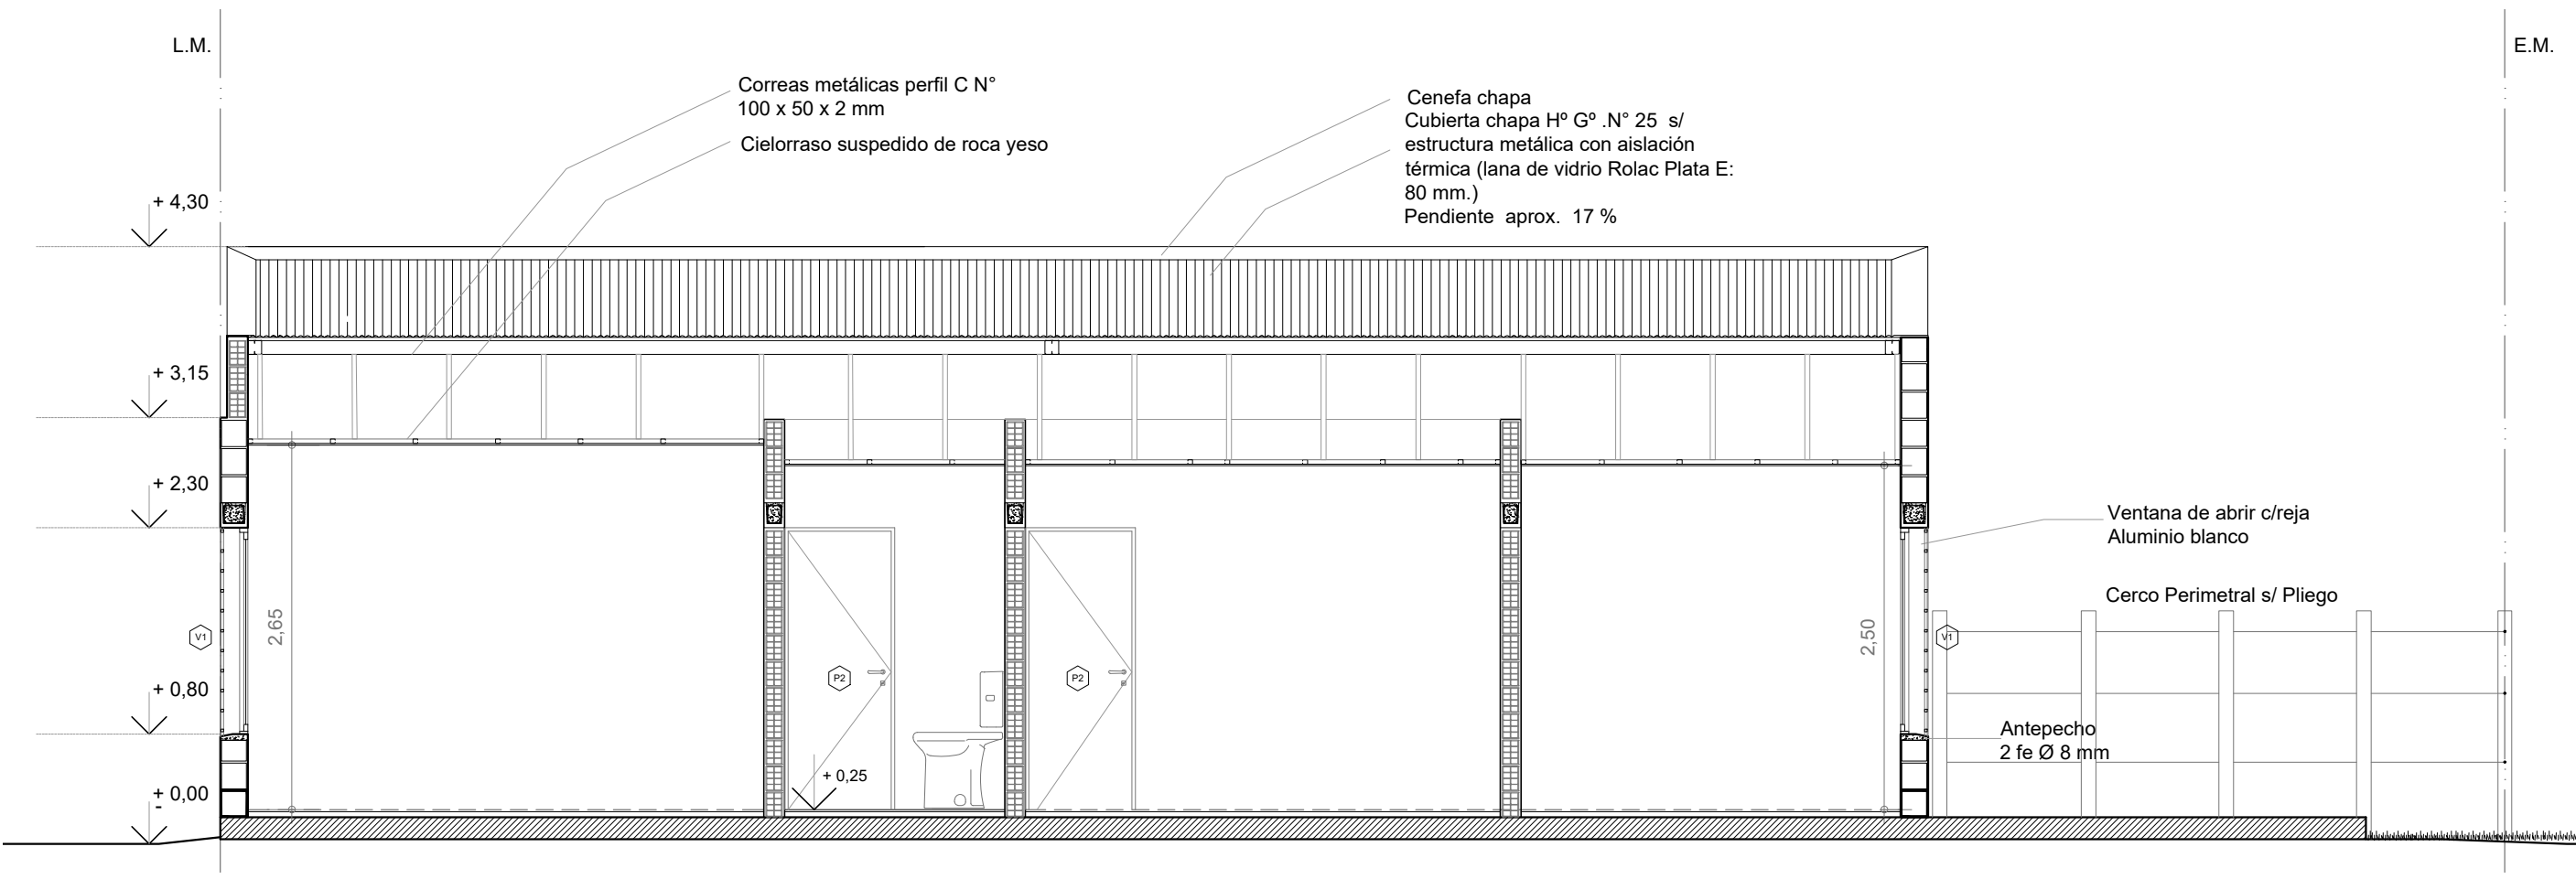 L.M.
E.M.
Correas metálicas perfil C N°
100 x 50 x 2 mm
Cielorraso suspedido de roca yeso
Cenefa chapa
Cubierta chapa Hº Gº .N° 25 s/
estructura metálica con aislación
térmica (lana de vidrio Rolac Plata E:
80 mm.)
Pendiente aprox. 17 %
+ 4,30
+ 3,15
+ 2,30
+ 0,80
+ 0,00
-
2,65
V1
P2
+ 0,25
P2
2,50
V1
Ventana de abrir c/reja
Aluminio blanco
Cerco Perimetral s/ Pliego
Antepecho
2 fe Ø 8 mm